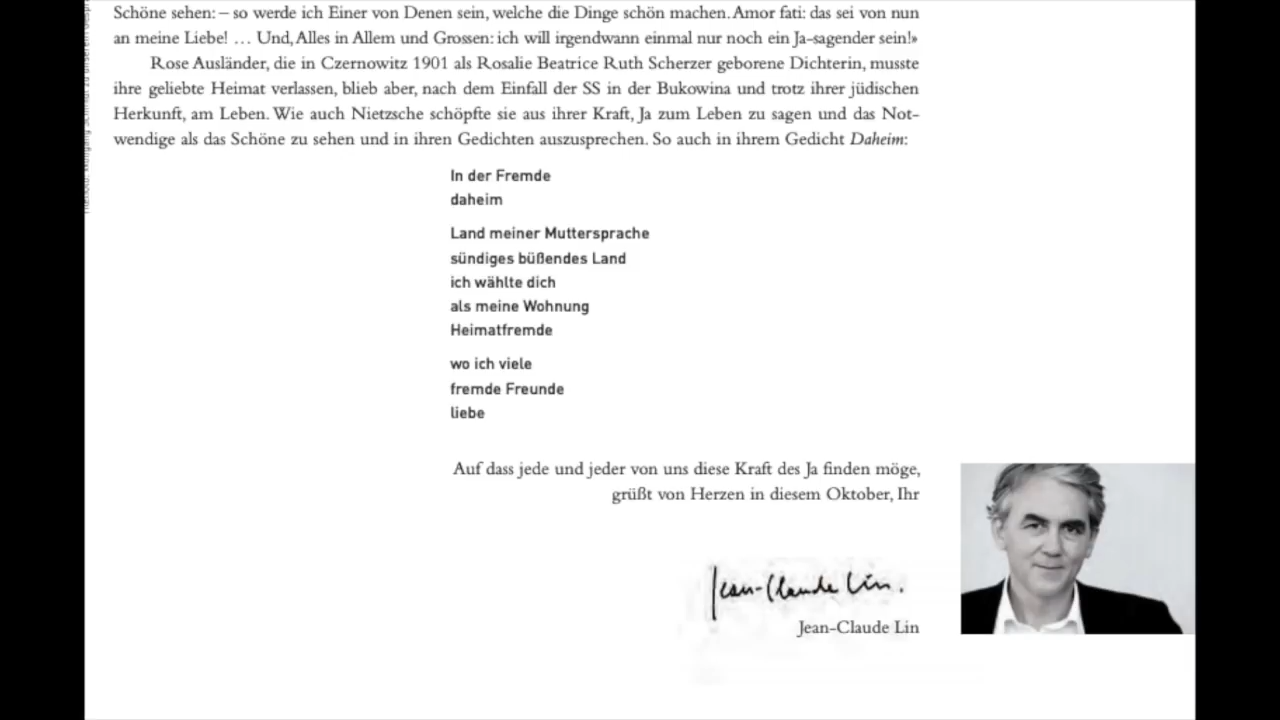 Schöne sehen: – so werde ich Einer von Denen sein, welche die Dinge schön machen. Amor fati: das sei von nun
an meine Liebe! … Und, Alles in Allem und Grossen: ich will irgendwann einmal nur noch ein Ja-sagender sein!»
Rose Ausländer, die in Czernowitz 1901 als Rosalie Beatrice Ruth Scherzer geborene Dichterin, musste
ihre geliebte Heimat verlassen, blieb aber, nach dem Einfall der SS in der Bukowina und trotz ihrer jüdischen
Herkunft, am Leben. Wie auch Nietzsche schöpfte sie aus ihrer Kraft, Ja zum Leben zu sagen und das Not-
wendige als das Schöne zu sehen und in ihren Gedichten auszusprechen. So auch in ihrem Gedicht Daheim:
In der Fremde
daheim
Land meiner Muttersprache
sündiges büßendes Land
ich wählte dich
als meine Wohnung
Heimatfremde
wo ich viele
fremde Freunde
liebe
Auf dass jede und jeder von uns diese Kraft des Ja finden möge,
grüßt von Herzen in diesem Oktober, Ihr
Jean-Claude Lin.
Jean-Claude Lin